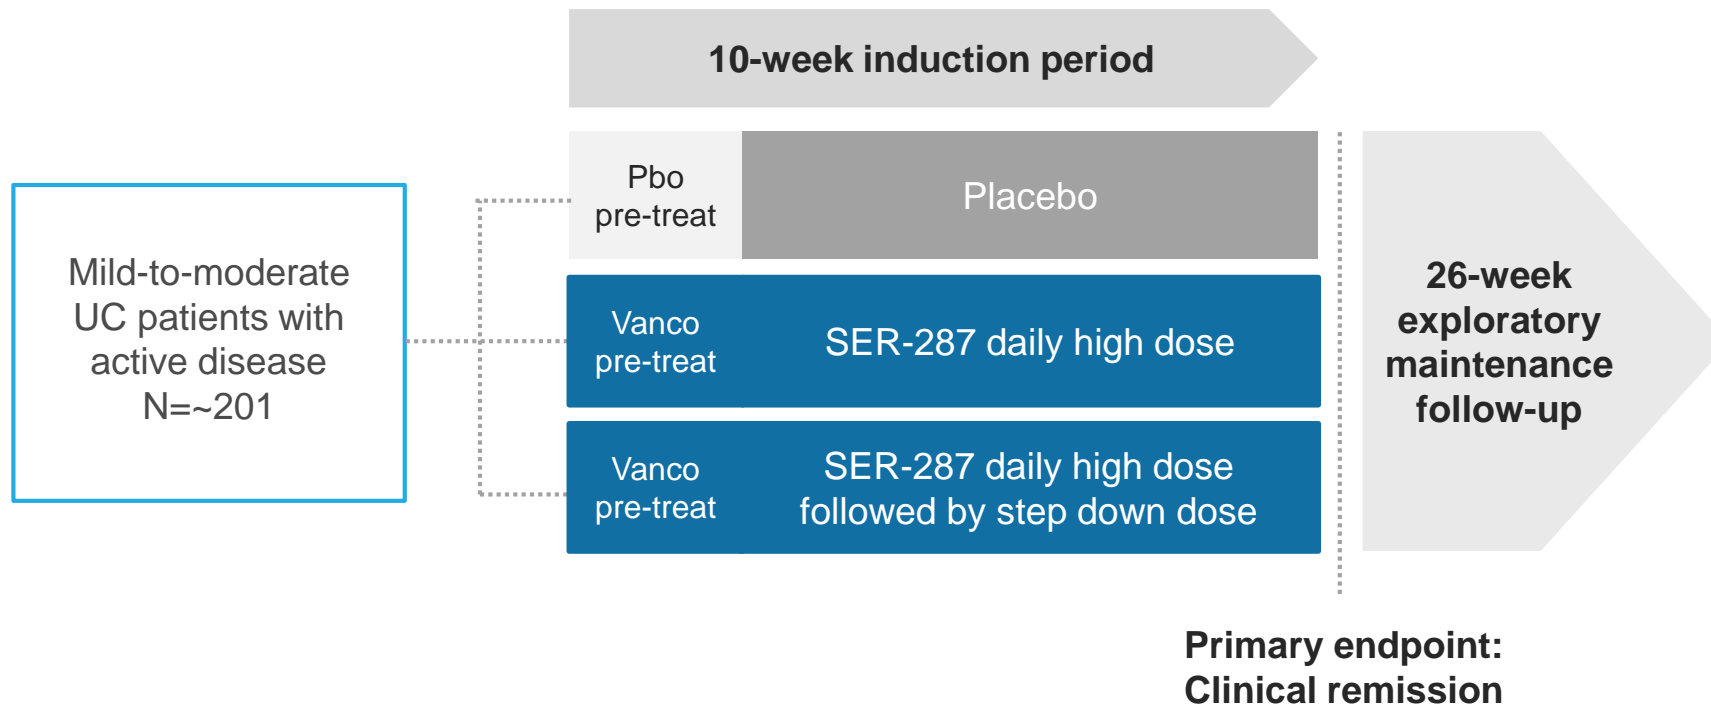 10-week induction period
Mild-to-moderate
UC patients with
active disease
N=~201
Pbo
pre-treat
Placebo
Vanco
pre-treat
SER-287 daily high dose
Vanco
pre-treat
SER-287 daily high dose
followed by step down dose
26-week
exploratory
maintenance
follow-up
Primary endpoint:
Clinical remission